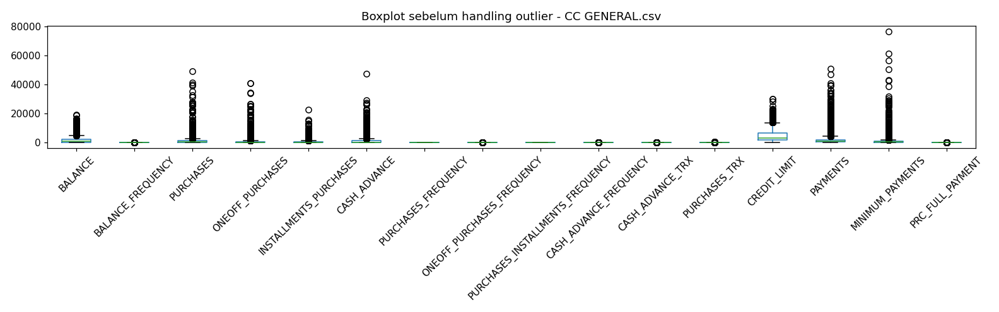 Boxplot sebelum handling outlier - CC GENERAL.csv
80000
60000
40000
20000
0
BALANCE
BALANCE_FREQUENCY
PURCHASES
ONEOFF_PURCHASES
INSTALLMENTS_PURCHASES
CASH_ADVANCE
PURCHASES_FREQUENCY
ONEOFF_PURCHASES_FREQUENCY
PURCHASES_INSTALLMENTS_FREQUENCY
CASH_ADVANCE_FREQUENCY
CASH_ADVANCE_TRX
PURCHASES_TRX
CREDIT_LIMIT
PAYMENTS
MINIMUM_PAYMENTS
PRC_FULL_PAYMENT